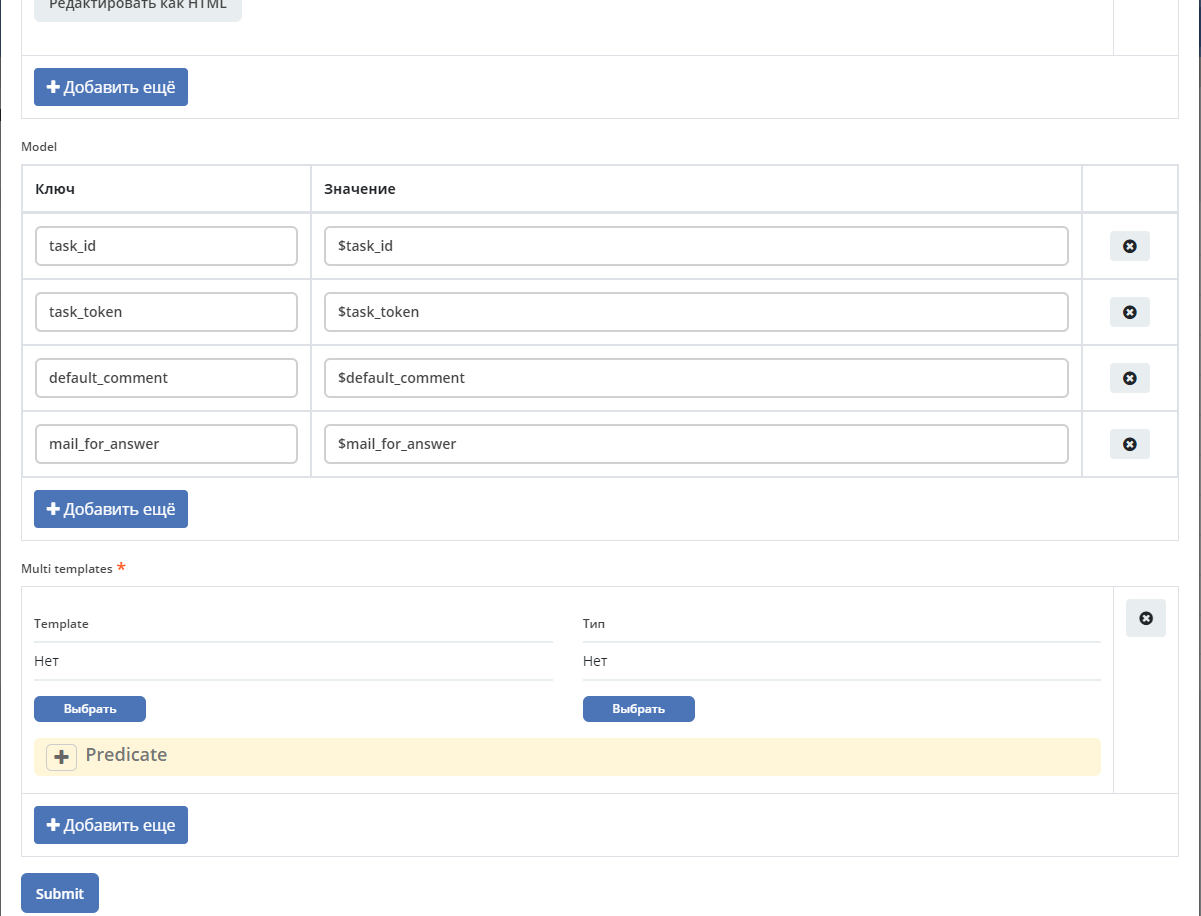 Редактировать как HTML
Добавить ещё
Model
Ключ Значение
task_id $task_id
task_token $task_token
default_comment $default_comment
mail_for_answer $mail_for_answer
Добавить ещё
Multi templates *
Template Тип
Нет Нет
Выбрать Выбрать
Predicate
Добавить еще
Submit